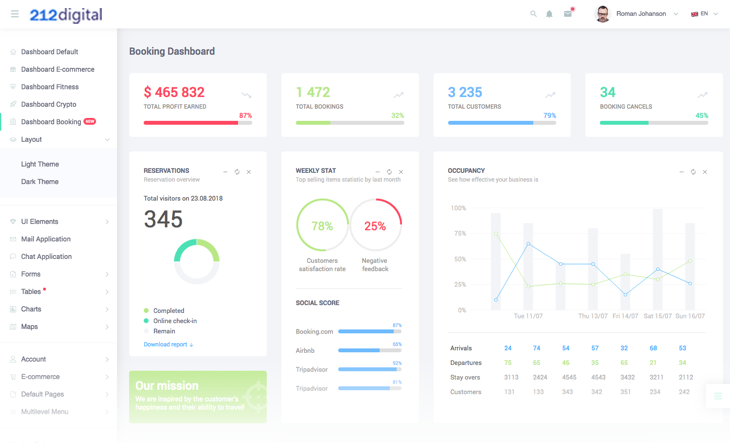 212digital
Roman Johanson
EN
Dashboard Default
Dashboard E-commerce
Dashboard Fitness
Dashboard Crypto
Dashboard Booking NEW
Layout
Light Theme
Dark Theme
UI Elements
Mail Application
Chat Application
Forms
Tables
Charts
Maps
Account
E-commerce
Default Pages
Multilevel Menu
Booking Dashboard
$ 465 832
TOTAL PROFIT EARNED
87%
1 472
TOTAL BOOKINGS
32%
3 235
TOTAL CUSTOMERS
79%
34
BOOKING CANCELS
45%
RESERVATIONS
Reservation overview
Total visitors on 23.08.2018
345
Completed
Online check-in
Remain
Download report ↓
Our mission
We are inspired by the customer's
happiness and their ability to travel!
WEEKLY STAT
Top selling items statistic by last month
78%
25%
Customers
satisfaction rate
Negative
feedback
SOCIAL SCORE
Booking.com
87%
Airbnb
Tripadvisor
92%
Tripadvisor
81%
OCCUPANCY
See how effective your business is
100%
75%
50%
25%
0%
Tue 11/07 Thu 13/07 Fri 14/07 Sat 15/07 Sun 16/07
Arrivals 24 74 54 57 32 68 53
Departures 75 46 35 21 34
Stay overs 3113 2424 4545 4543 3432 3211 2112
Customers 131 133 343 342 351 234 242